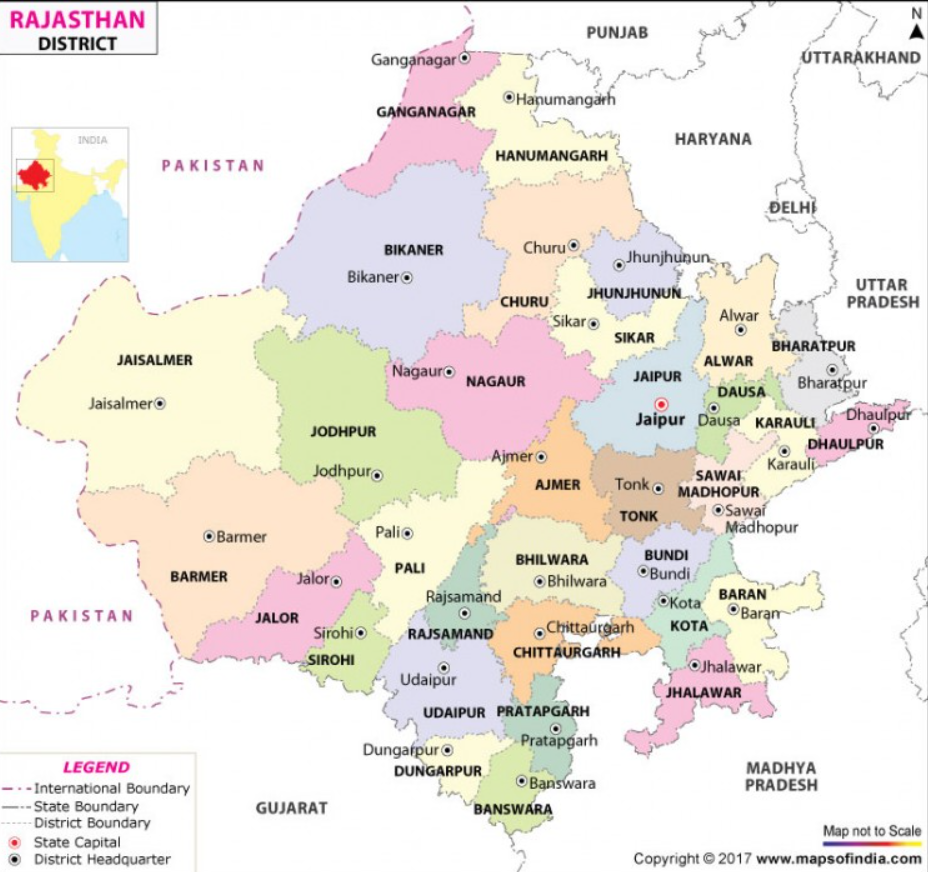 RAJASTHAN
DISTRICT
N
PUNJAB
UTTARAKHAND
Ganganagar
Hanumangarh
GANGANAGAR
INDIA
HARYANA
PAKISTAN
HANUMANGARH
DELHI
BIKANER
Churu
Jhunjhunun
Bikaner
UTTAR
PRADESH
CHURU
JHUNJHUNUN
Sikar
SIKAR
Alwar
JAISALMER
ALWAR
BHARATPUR
Nagaur
NAGAUR
JAIPUR
Bharatpur
DAUSA
Jaisalmer
Jaipur
Dausa
KARAULI
Dhaulpur
JODHPUR
DHAULPUR
Ajmer
Karauli
Jodhpur
AJMER
Tonk
SAWAI
MADHOPUR
TONK
Sawai
Madhopur
Barmer
Pali
BHILWARA
BUNDI
BARMER
PALI
Jalor
Bhilwara
Bundi
Rajsamand
BARAN
Kota
Baran
PAKISTAN
JALOR
KOTA
Sirohi
RAJSAMAND
Chittaurgarh
CHITTAURGARH
SIROHI
Udaipur
Jhalawar
JHALAWAR
UDAIPUR
PRATAPGARH
Pratapgarh
Dungarpur
DUNGARPUR
Banswara
BANSWARA
GUJARAT
MADHYA
PRADESH
LEGEND
International Boundary
State Boundary
District Boundary
State Capital
District Headquarter
Map not to Scale
Copyright © 2017 www.mapsofindia.com